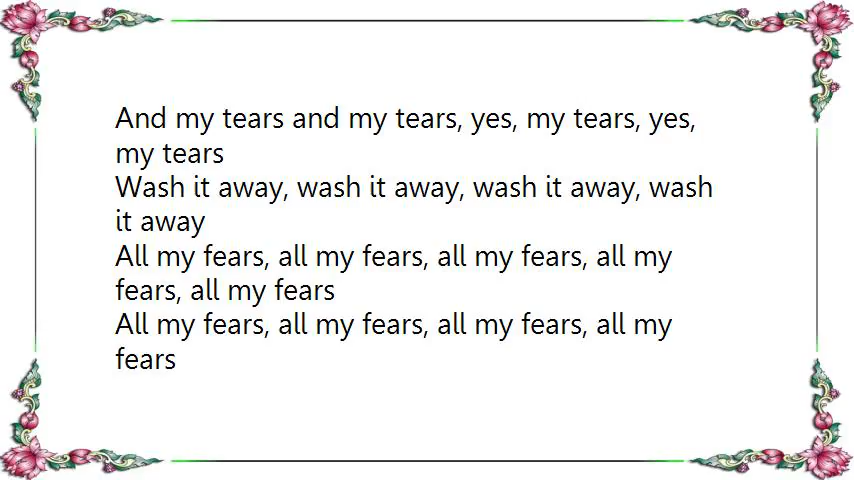 And my tears and my tears, yes, my tears, yes,
my tears
Wash it away, wash it away, wash it away, wash
it away
All my fears, all my fears, all my fears, all my
fears, all my fears
All my fears, all my fears, all my fears, all my
fears